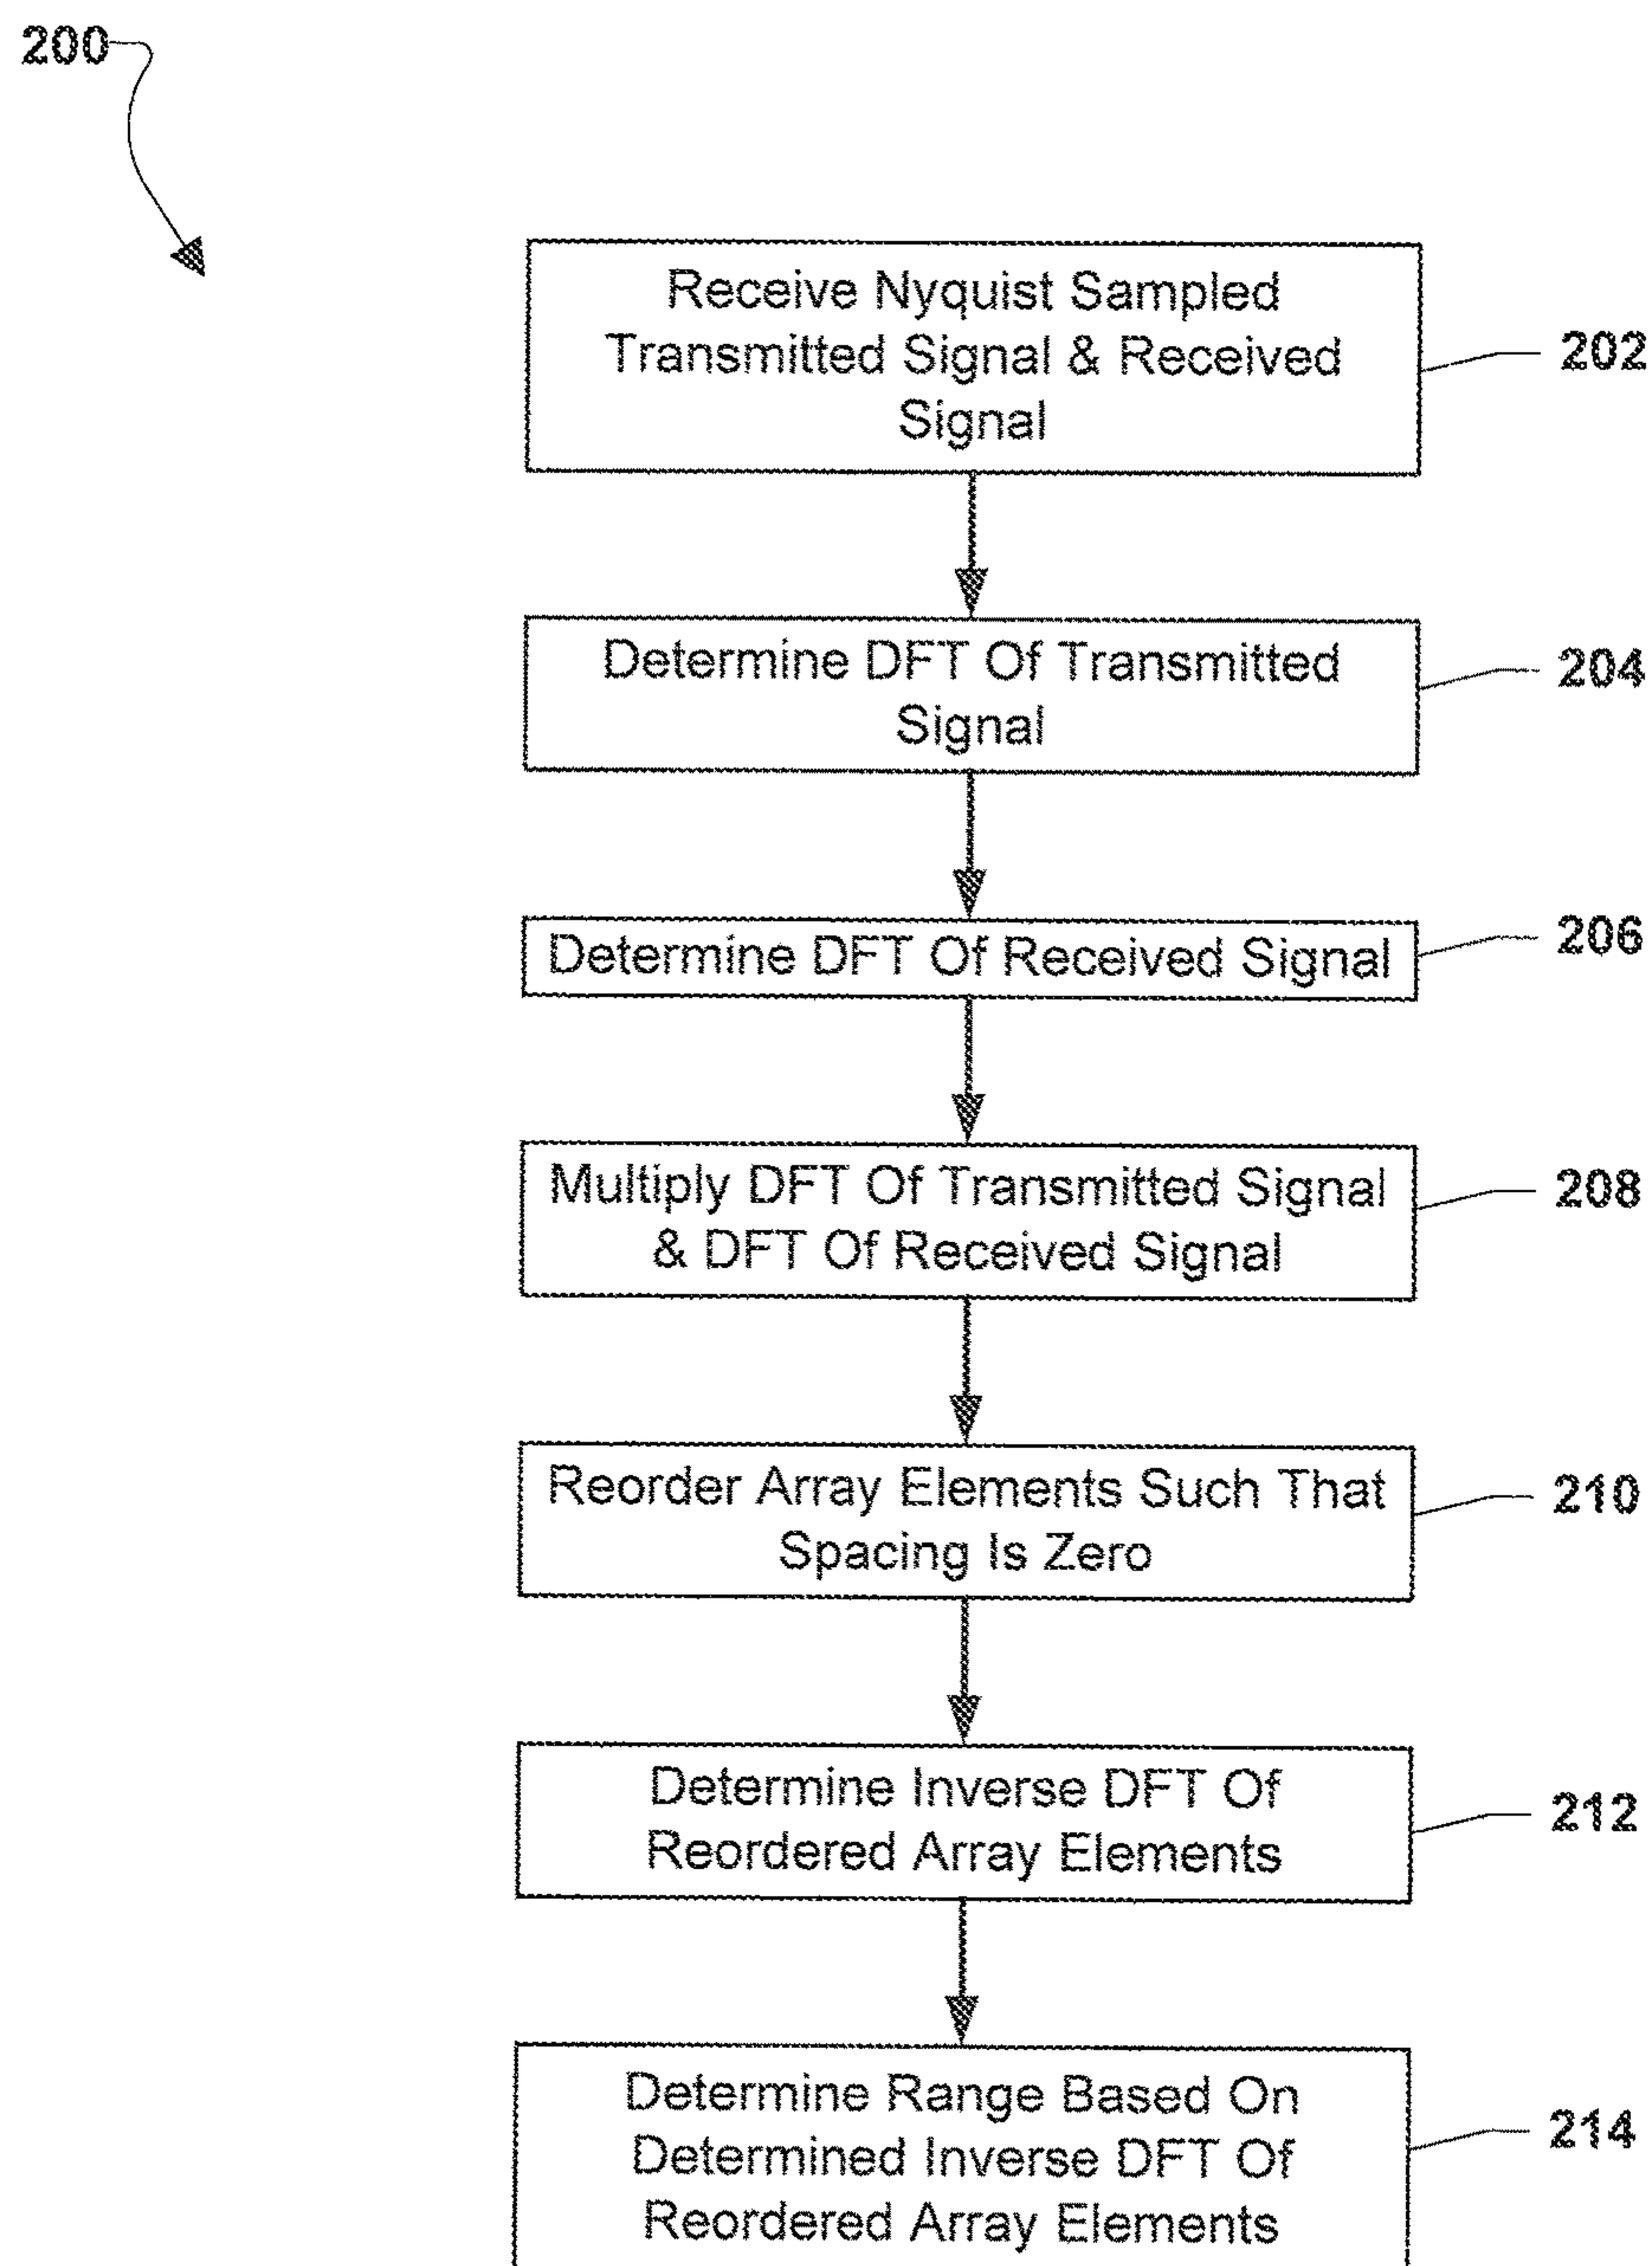 200
Receive Nyquist Sampled
Transmitted Signal & Received
Signal
202
Determine DFT Of Transmitted
Signal
204
Determine DFT Of Received Signal
206
Multiply DFT Of Transmitted Signal
& DFT Of Received Signal
208
Reorder Array Elements Such That
Spacing Is Zero
210
Determine Inverse DFT Of
Reordered Array Elements
212
Determine Range Based On
Determined Inverse DFT Of
Reordered Array Elements
214